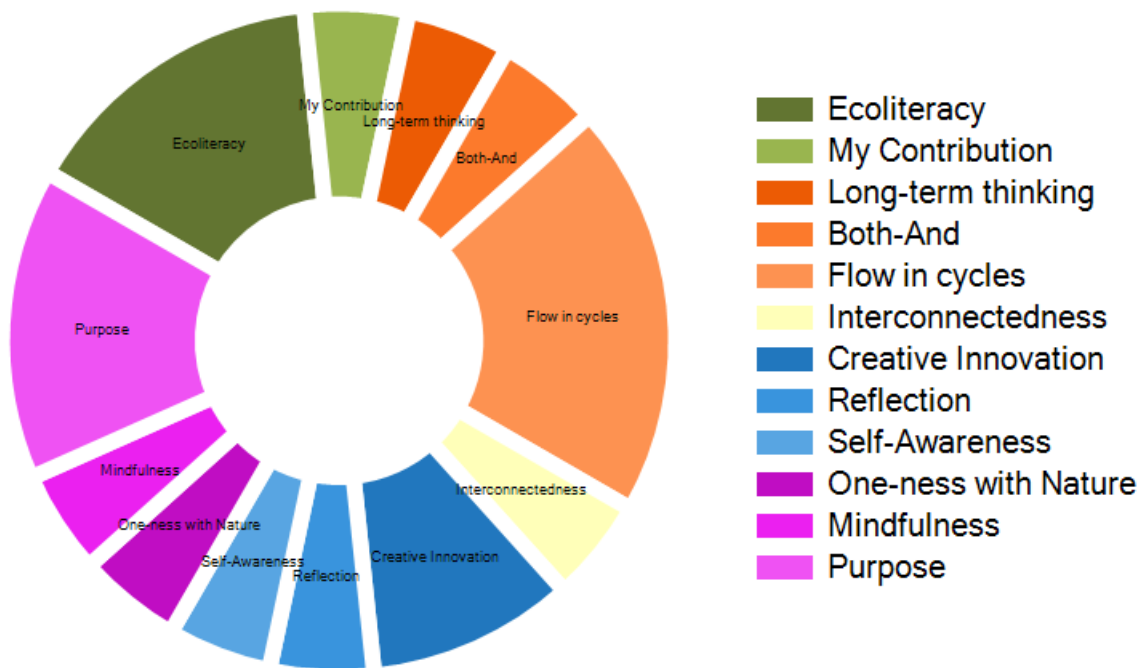 My Contribution
Long-term thinking
Ecoliteracy
Both-And
Flow in cycles
Purpose
Mindfulness
Interconnectedness
One-ness with Nature
Creative Innovation
Self-Awareness
Reflection
Ecoliteracy
My Contribution
Long-term thinking
Both-And
Flow in cycles
Interconnectedness
Creative Innovation
Reflection
Self-Awareness
One-ness with Nature
Mindfulness
Purpose